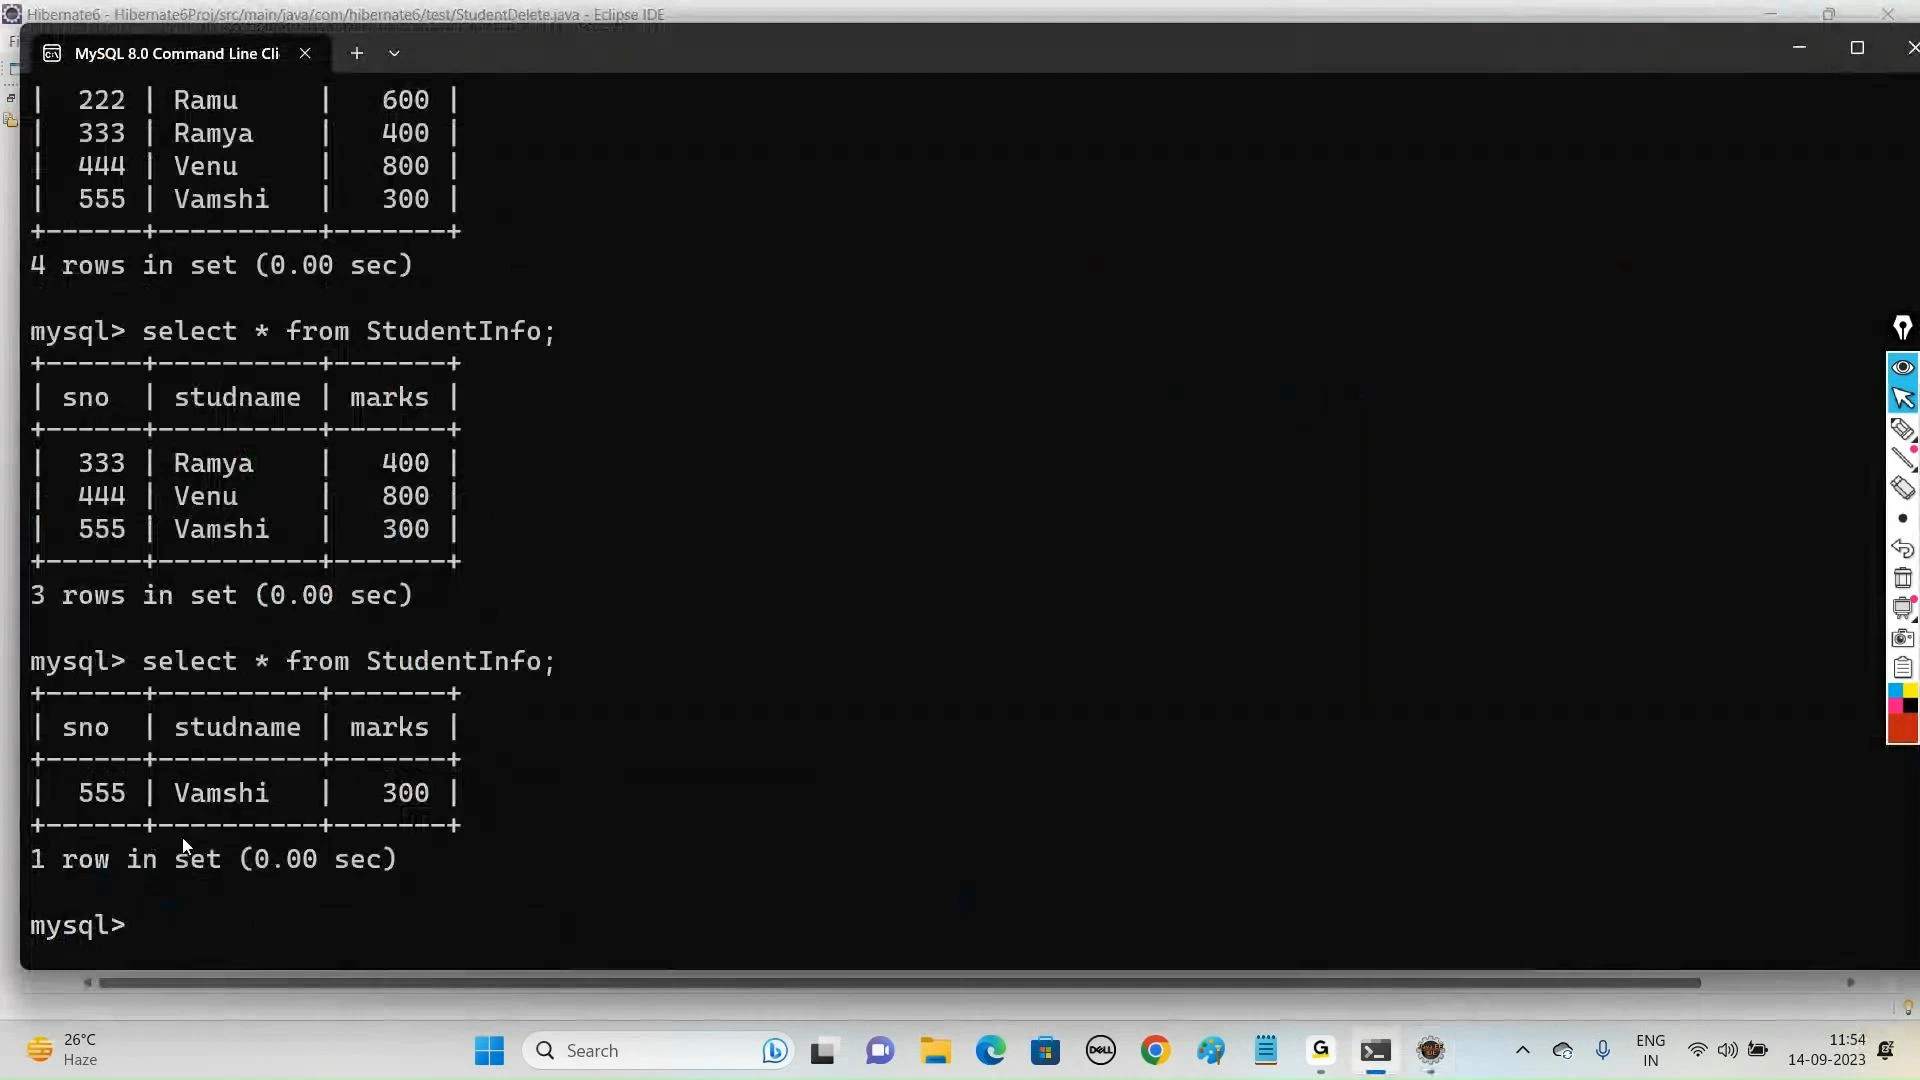 Hibernate6 - Hibernate6Proj/src/main/java/com/hibernate6/test/StudentDelete.java - Eclipse IDE
MySQL 8.0 Command Line Cli
| 222 | Ramu | 600 |
| 333 | Ramya | 400 |
| 444 | Venu | 800 |
| 555 | Vamshi | 300 |
+------+----------+-------+
4 rows in set (0.00 sec)
mysql> select * from StudentInfo;
+------+----------+-------+
| sno | studname | marks |
+------+----------+-------+
| 333 | Ramya | 400 |
| 444 | Venu | 800 |
| 555 | Vamshi | 300 |
+------+----------+-------+
3 rows in set (0.00 sec)
mysql> select * from StudentInfo;
+------+----------+-------+
| sno | studname | marks |
+------+----------+-------+
| 555 | Vamshi | 300 |
+------+----------+-------+
1 row in set (0.00 sec)
mysql>
26°C
Haze
Search
DELL
ENG
IN
11:54
14-09-2023